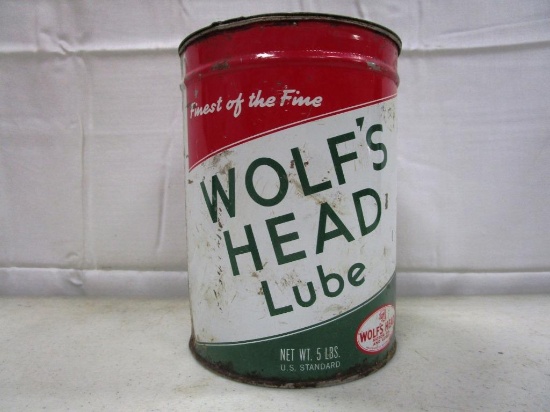 Finest of the Fine
WOLF'S
HEAD
Lube
NET WT. 5 LBS.
U.S. STANDARD
WOLF'S HEAD